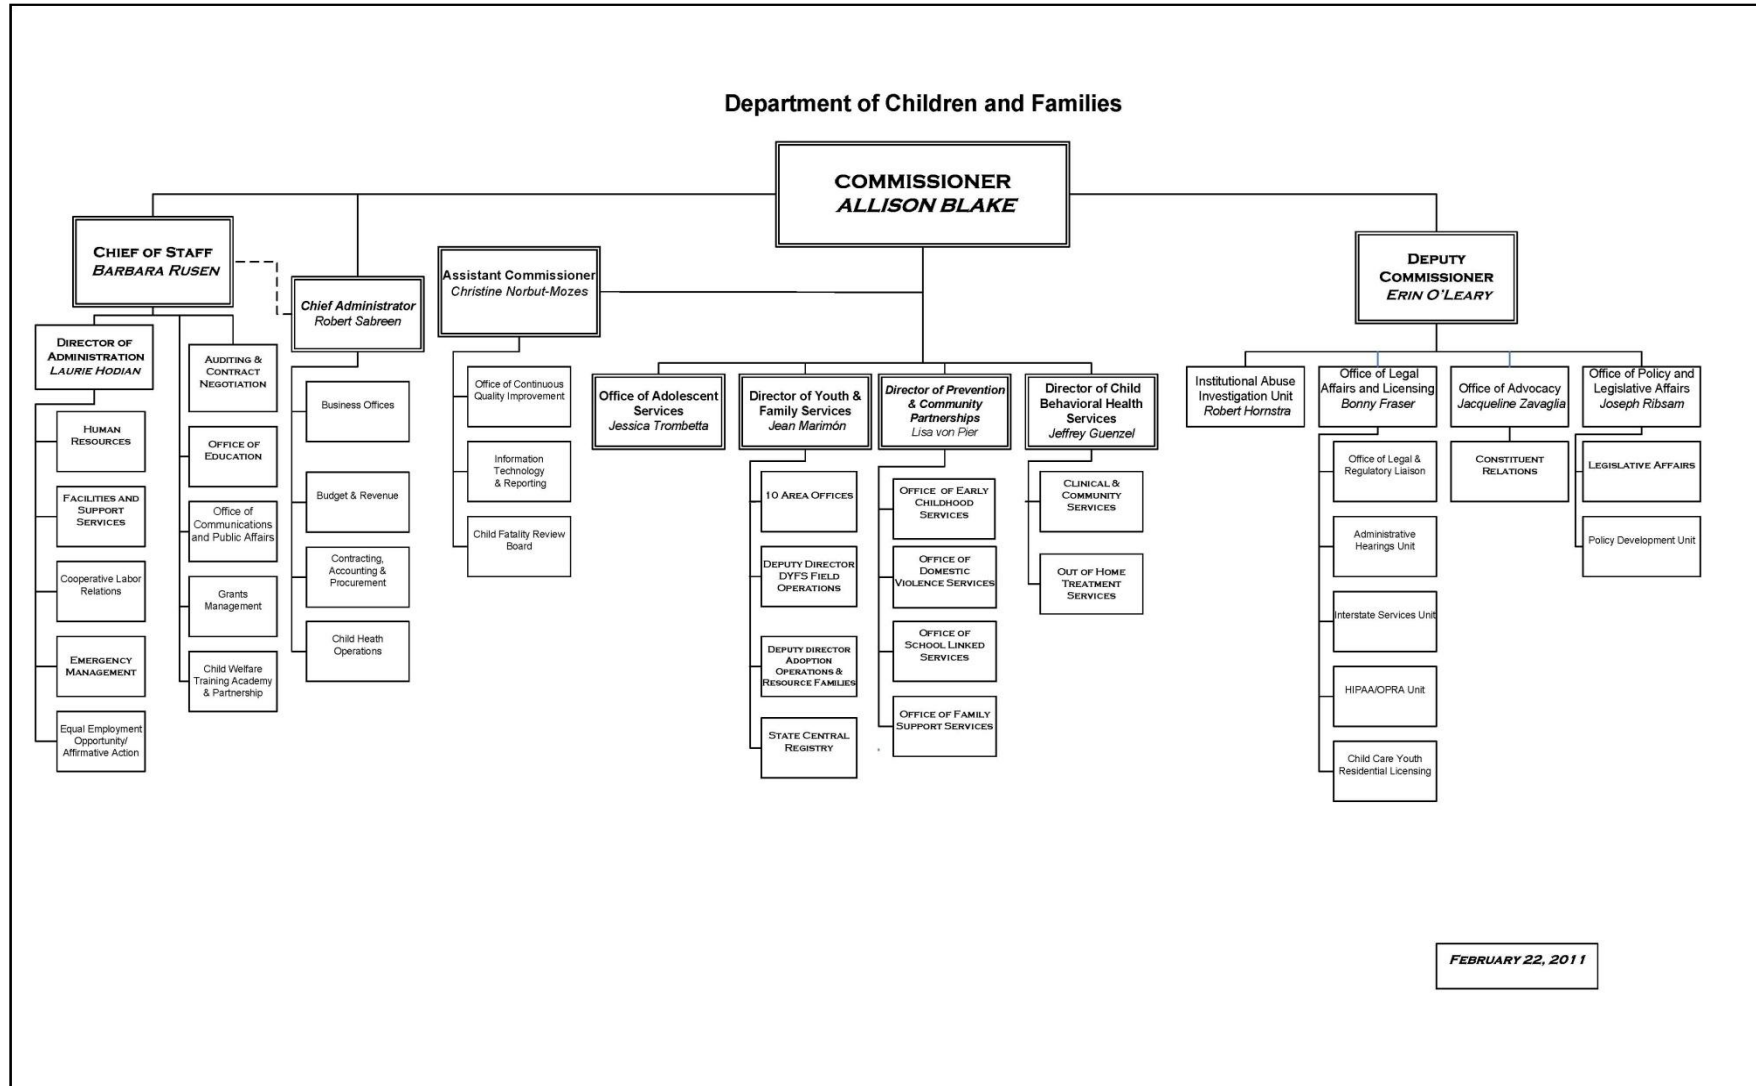 Department of Children and Families
COMMISSIONER
ALLISON BLAKE
CHIEF OF STAFF
BARBARA RUSEN
Chief Administrator
Robert Sabreen
Assistant Commissioner
Christine Norbut-Mozes
DEPUTY
COMMISSIONER
ERIN O'LEARY
DIRECTOR OF
ADMINISTRATION
LAURIE HODIAN
HUMAN
RESOURCES
FACILITIES AND
SUPPORT
SERVICES
Cooperative Labor
Relations
EMERGENCY
MANAGEMENT
Equal Employment
Opportunity/
Affirmative Action
AUDITING &
CONTRACT
NEGOTIATION
OFFICE OF
EDUCATION
Office of
Communications
and Public Affairs
Grants
Management
Child Welfare
Training Academy
& Partnership
Business Offices
Budget & Revenue
Contracting,
Accounting &
Procurement
Child Heath
Operations
Office of Continuous
Quality Improvement
Information
Technology
& Reporting
Child Fatality Review
Board
Office of Adolescent
Services
Jessica Trombetta
Director of Youth &
Family Services
Jean Marimón
10 AREA OFFICES
DEPUTY DIRECTOR
DYFS FIELD
OPERATIONS
DEPUTY DIRECTOR
ADOPTION
OPERATIONS &
RESOURCE FAMILIES
STATE CENTRAL
REGISTRY
Director of Prevention
& Community
Partnerships
Lisa von Pier
OFFICE OF EARLY
CHILDHOOD
SERVICES
OFFICE OF
DOMESTIC
VIOLENCE SERVICES
OFFICE OF
SCHOOL LINKED
SERVICES
OFFICE OF FAMILY
SUPPORT SERVICES
Director of Child
Behavioral Health
Services
Jeffrey Guenzel
CLINICAL &
COMMUNITY
SERVICES
OUT OF HOME
TREATMENT
SERVICES
Institutional Abuse
Investigation Unit
Robert Hornstra
Office of Legal
Affairs and Licensing
Bonny Fraser
Office of Legal &
Regulatory Liaison
Administrative
Hearings Unit
Interstate Services Unit
HIPAA/OPRA Unit
Child Care Youth
Residential Licensing
Office of Advocacy
Jacqueline Zavaglia
CONSTITUENT
RELATIONS
Office of Policy and
Legislative Affairs
Joseph Ribsam
LEGISLATIVE AFFAIRS
Policy Development Unit
FEBRUARY 22, 2011